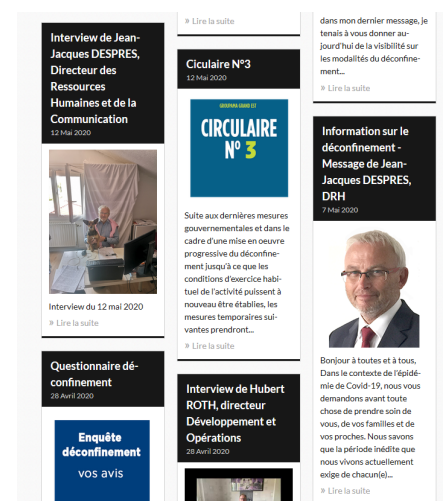 Interview de Jean-
Jacques DESPRES,
Directeur des
Ressources
Humaines et de la
Communication
12 Mai 2020
Interview du 12 mai 2020
» Lire la suite
Questionnaire dé-
confinement
28 Avril 2020
Enquête
déconfinement
vos avis
» Lire la suite
Ciculaire N°3
12 Mai 2020
GROUPAMA GRAND EST
CIRCULAIRE
N° 3
Suite aux dernières mesures
gouvernementales et dans le
cadre d'une mise en oeuvre
progressive du déconfine-
ment jusqu'à ce que les
conditions d'exercice habi-
tuel de l'activité puissent à
nouveau être établies, les
mesures temporaires sui-
vantes prendront...
» Lire la suite
Interview de Hubert
ROTH, directeur
Développement et
Opérations
28 Avril 2020
dans mon dernier message, je
tenais à vous donner au-
jourd'hui de la visibilité sur
les modalités du déconfine-
ment...
» Lire la suite
Information sur le
déconfinement -
Message de Jean-
Jacques DESPRES,
DRH
7 Mai 2020
Bonjour à toutes et à tous,
Dans le contexte de l'épidé-
mie de Covid-19, nous vous
demandons avant toute
chose de prendre soin de
vous, de vos familles et de
vos proches. Nous savons
que la période inédite que
nous vivons actuellement
exige de chacun(e)...
» Lire la suite